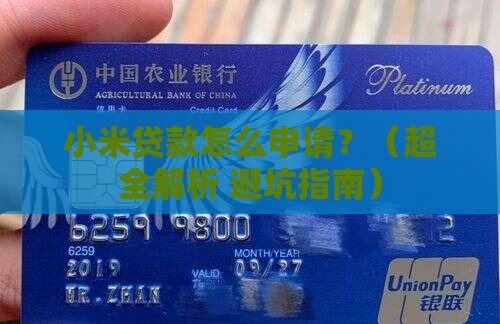 中国农业银行
AGRICULTURAL BANK OF CHINA
Platinum
信用卡
Credit Card
小米贷款怎么申请？（超
全解析 避坑指南）
6259 9800
2
6259
MONTH/YEAR
2019
VALID
09/27
MR.ZHAN
UnionPay
银联